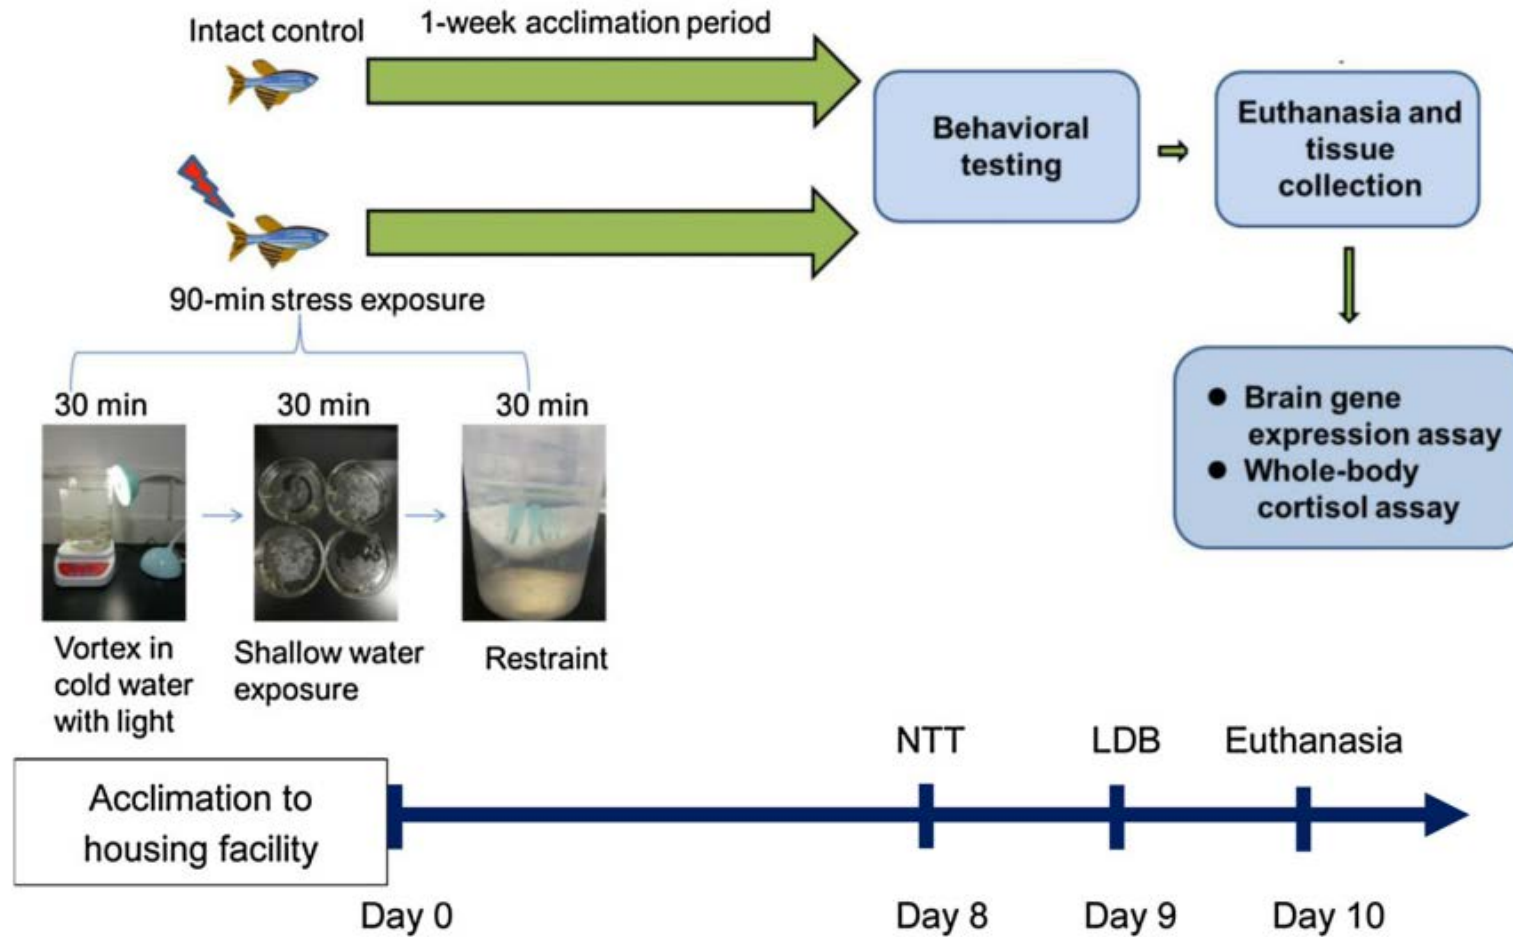 Intact control
1-week acclimation period
Behavioral
testing
Euthanasia and
tissue
collection
90-min stress exposure
30 min
30 min
30 min
● Brain gene
expression assay
● Whole-body
cortisol assay
Vortex in
cold water
with light
Shallow water
exposure
Restraint
NTT
LDB
Euthanasia
Acclimation to
housing facility
Day 0
Day 8
Day 9
Day 10